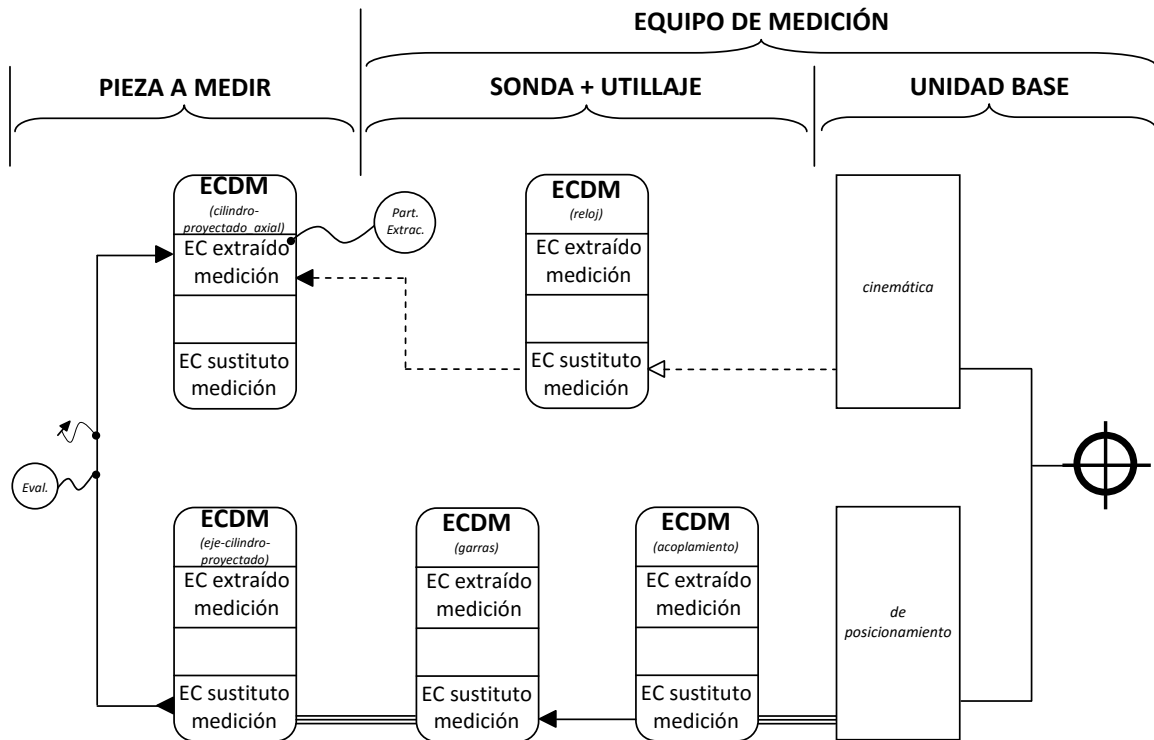 EQUIPO DE MEDICIÓN
PIEZA A MEDIR
SONDA + UTILLAJE
UNIDAD BASE
ECDM
(cilindro-
proyectado axial)
EC extraído
medición
EC sustituto
medición
Part.
Extrac.
ECDM
(reloj)
EC extraído
medición
EC sustituto
medición
cinemática
Eval.
ECDM
(eje-cilindro-
proyectado)
EC extraído
medición
EC sustituto
medición
ECDM
(garras)
EC extraído
medición
EC sustituto
medición
ECDM
(acoplamiento)
EC extraído
medición
EC sustituto
medición
de
posicionamiento